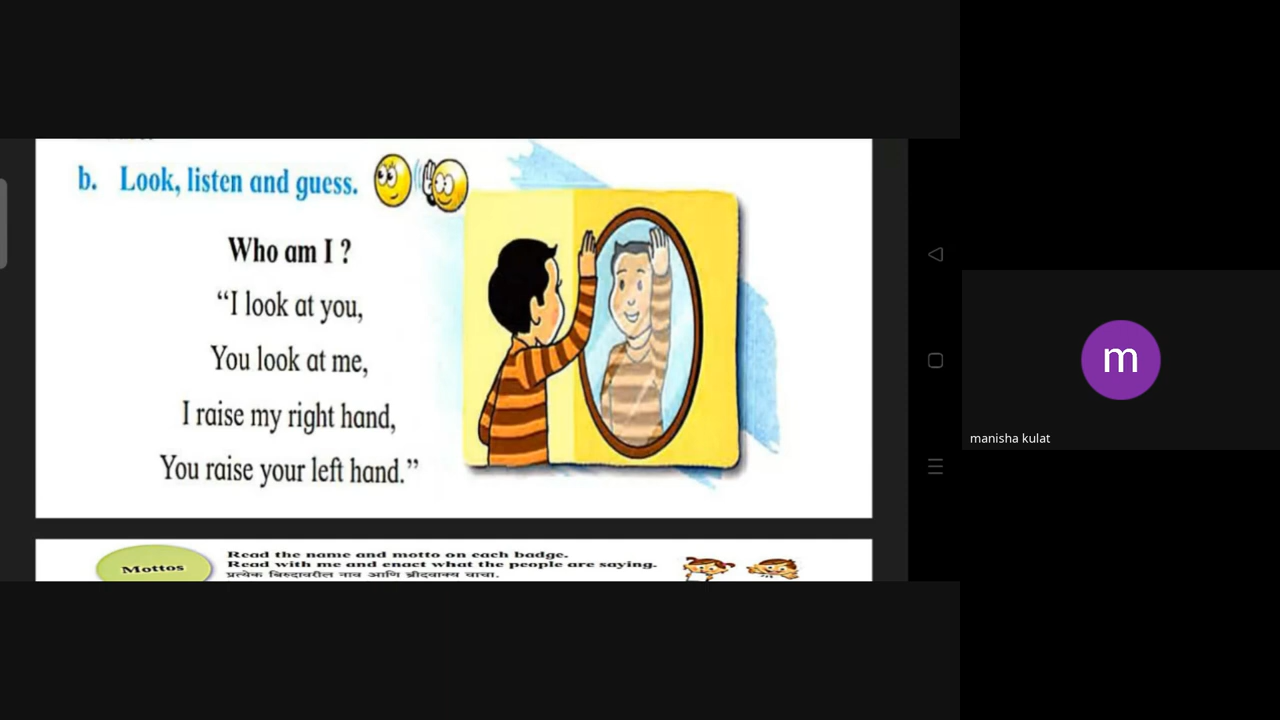 b. Look, listen and guess.
Who am I ?
“I look at you,
You look at me,
I raise my right hand,
You raise your left hand.”
Mottos
Read the name and motto on each badge.
Read with me and enact what the people are saying.
प्रत्येक बिरुदावरील नाव आणि ब्रीदवाक्य वाचा.
m
manisha kulat